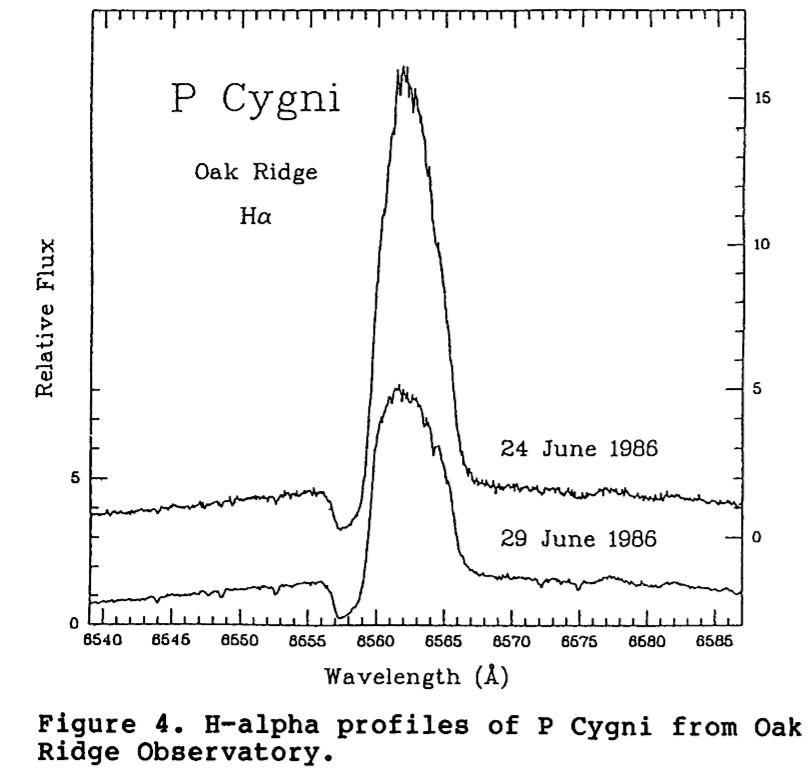 P Cygni
Oak Ridge
Hα
Relative Flux
5
0
15
10
5
0
24 June 1986
29 June 1986
6540 6545 6550 6555 6560 6565 6570 6575 6580 6585
Wavelength (Å)
Figure 4. H-alpha profiles of P Cygni from Oak
Ridge Observatory.